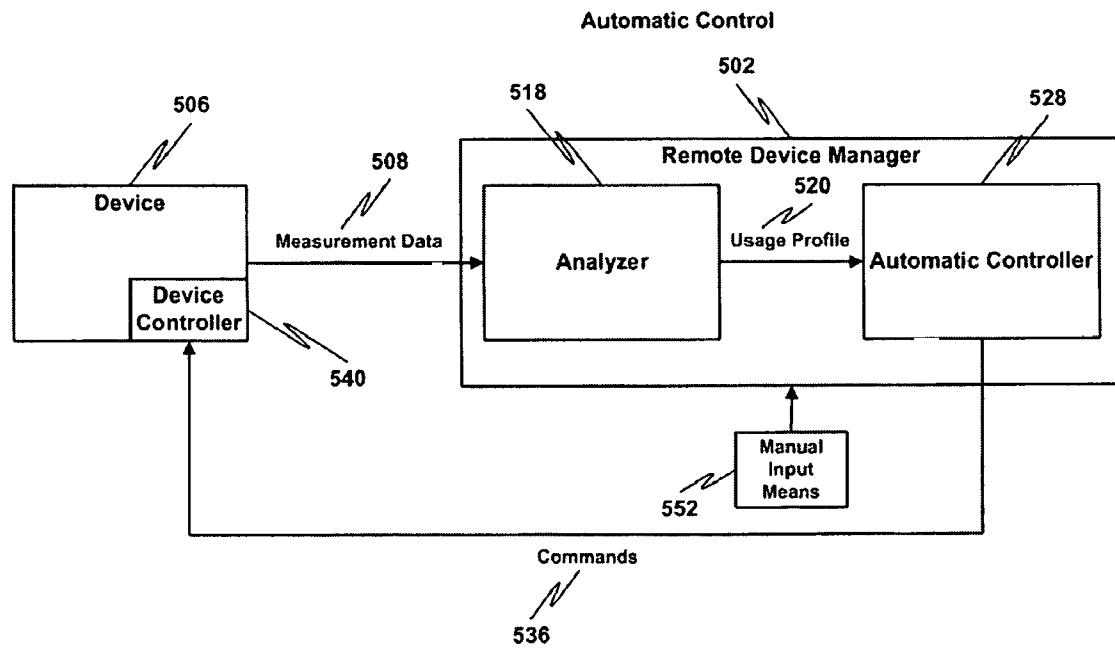 Automatic Control
502
518
528
506
Remote Device Manager
508
520
Device
Measurement Data
Usage Profile
Analyzer
Automatic Controller
Device
Controller
540
Manual
Input
Means
552
Commands
536